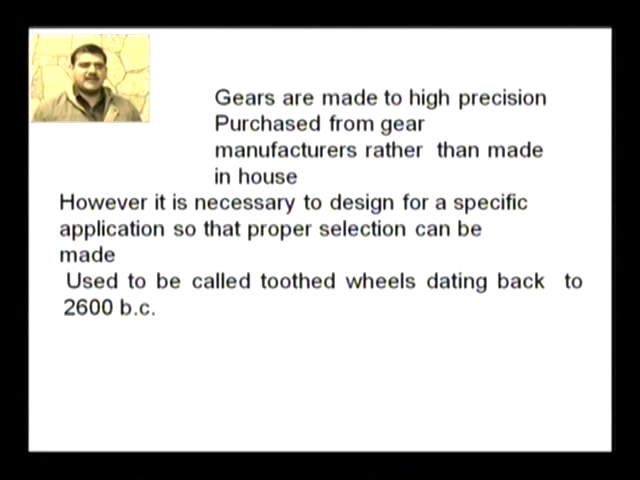 Gears are made to high precision
Purchased from gear
manufacturers rather than made
in house
However it is necessary to design for a specific
application so that proper selection can be
made
Used to be called toothed wheels dating back to
2600 b.c.